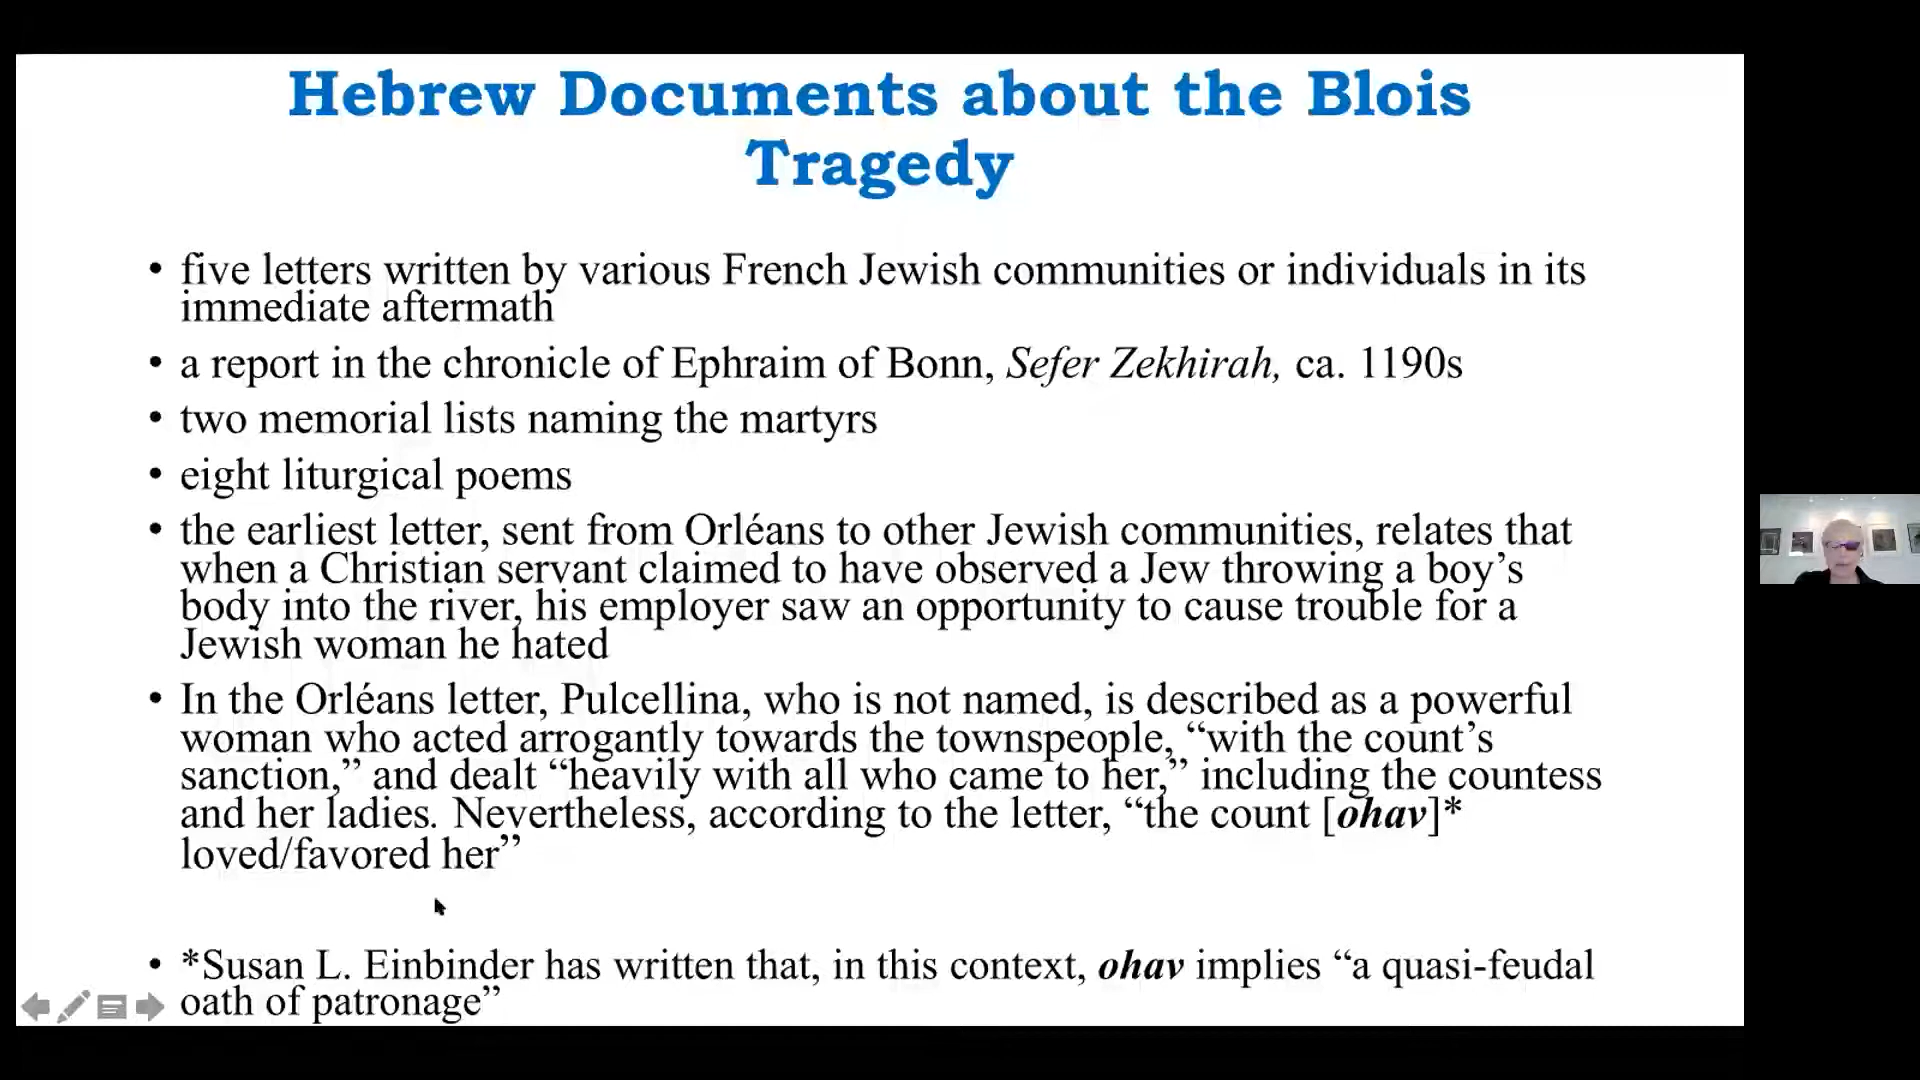 Hebrew Documents about the Blois
Tragedy
• five letters written by various French Jewish communities or individuals in its
immediate aftermath
• a report in the chronicle of Ephraim of Bonn, Sefer Zekhirah, ca. 1190s
• two memorial lists naming the martyrs
• eight liturgical poems
• the earliest letter, sent from Orléans to other Jewish communities, relates that
when a Christian servant claimed to have observed a Jew throwing a boy’s
body into the river, his employer saw an opportunity to cause trouble for a
Jewish woman he hated
• In the Orléans letter, Pulcellina, who is not named, is described as a powerful
woman who acted arrogantly towards the townspeople, “with the count’s
sanction,” and dealt “heavily with all who came to her,” including the countess
and her ladies. Nevertheless, according to the letter, “the count [ohav]*
loved/favored her”
• *Susan L. Einbinder has written that, in this context, ohav implies “a quasi-feudal
oath of patronage”